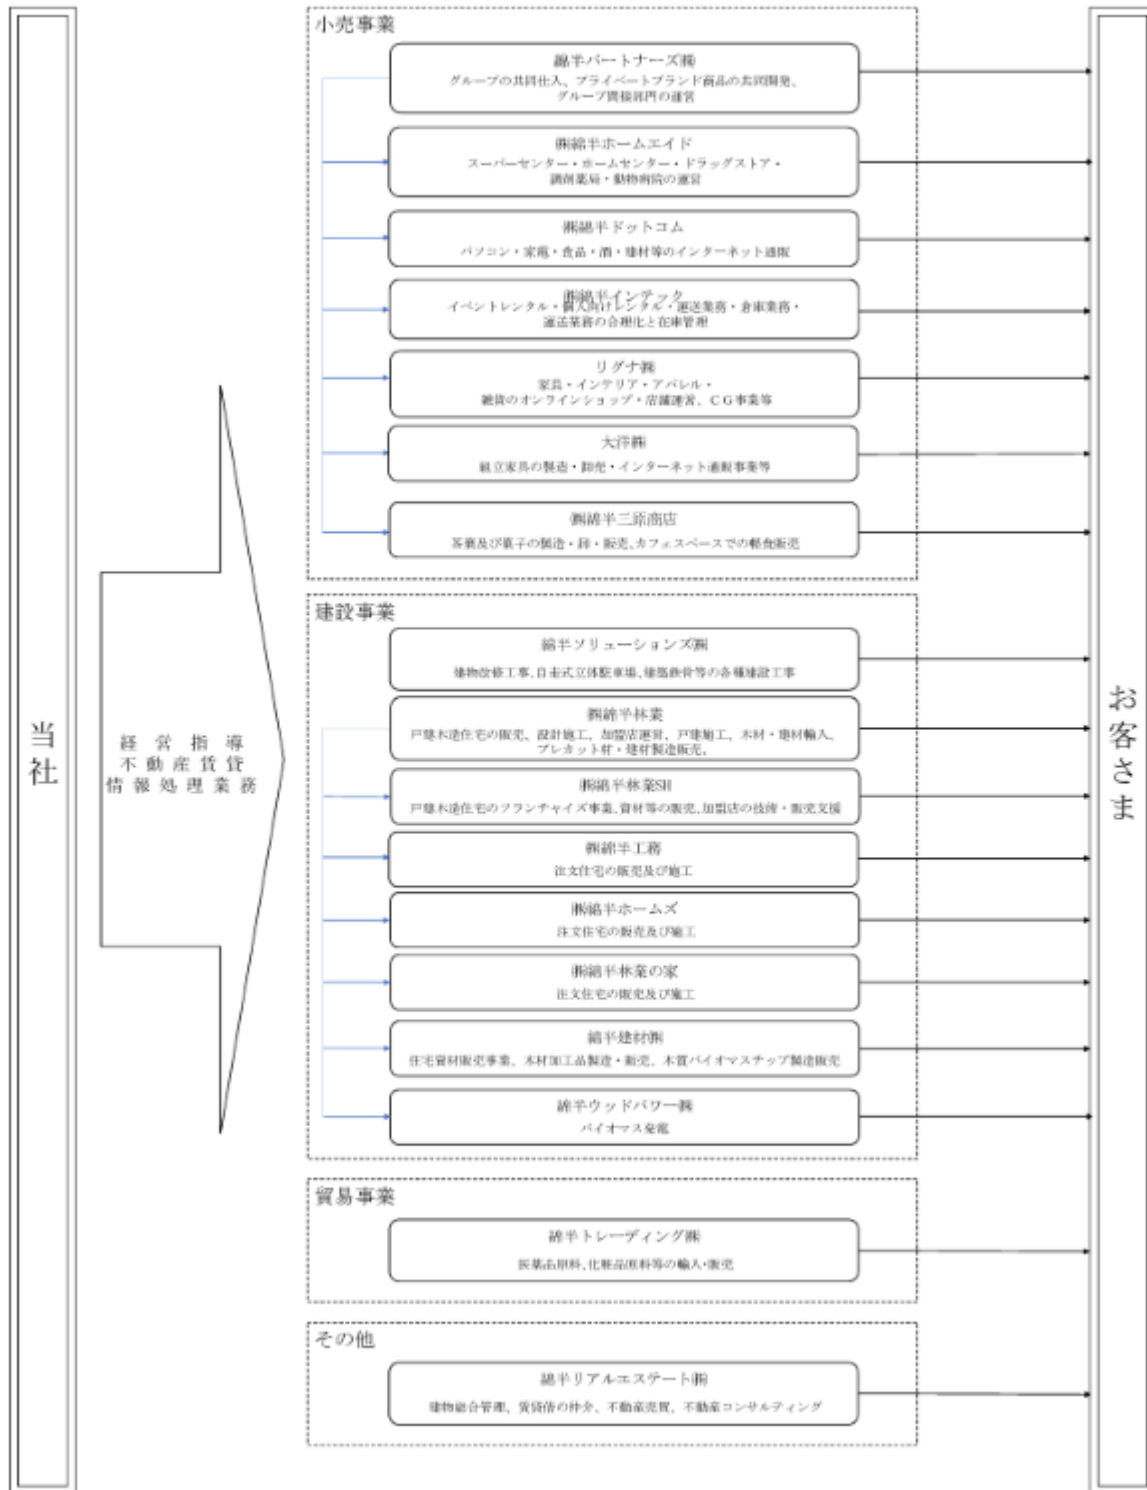 当社
経営指導
不動産賃貸
情報処理業務
小売事業
綿半パートナーズ㈱
グループの共同仕入、プライベートブランド商品の共同開発、
グループ間接部門の運営
㈱綿半ホームエイド
スーパーセンター・ホームセンター・ドラッグストア・
調剤薬局・動物病院の運営
㈱綿半ドットコム
パソコン・家電・食品・酒・建材等のインターネット通販
㈱綿半インテック
イベントレンタル・個人向けレンタル・運送業務・倉庫業務・
運送業務の合理化と在庫管理
リグナ㈱
家具・インテリア・アパレル・
雑貨のオンラインショップ・店舗運営、CG事業等
大洋㈱
組立家具の製造・卸売・インターネット通販事業等
㈱綿半三原商店
茶葉及び菓子の製造・卸・販売、カフェスペースでの軽食販売
建設事業
綿半ソリューションズ㈱
建物改修工事、自走式立体駐車場、建築鉄骨等の各種建設工事
㈱綿半林業
戸建木造住宅の販売、設計施工、加盟店運営、戸建施工、木材・建材輸入、
プレカット材・建材製造販売、
㈱綿半林業SH
戸建木造住宅のフランチャイズ事業、資材等の販売、加盟店の技術・販売支援
㈱綿半工務
注文住宅の販売及び施工
㈱綿半ホームズ
注文住宅の販売及び施工
㈱綿半林業の家
注文住宅の販売及び施工
綿半建材㈱
住宅資材販売事業、木材加工品製造・販売、木質バイオマスチップ製造販売
綿半ウッドパワー㈱
バイオマス発電
貿易事業
綿半トレーディング㈱
医薬品原料、化粧品原料等の輸入・販売
その他
綿半リアルエステート㈱
建物総合管理、賃貸借の仲介、不動産売買、不動産コンサルティング
お客さま